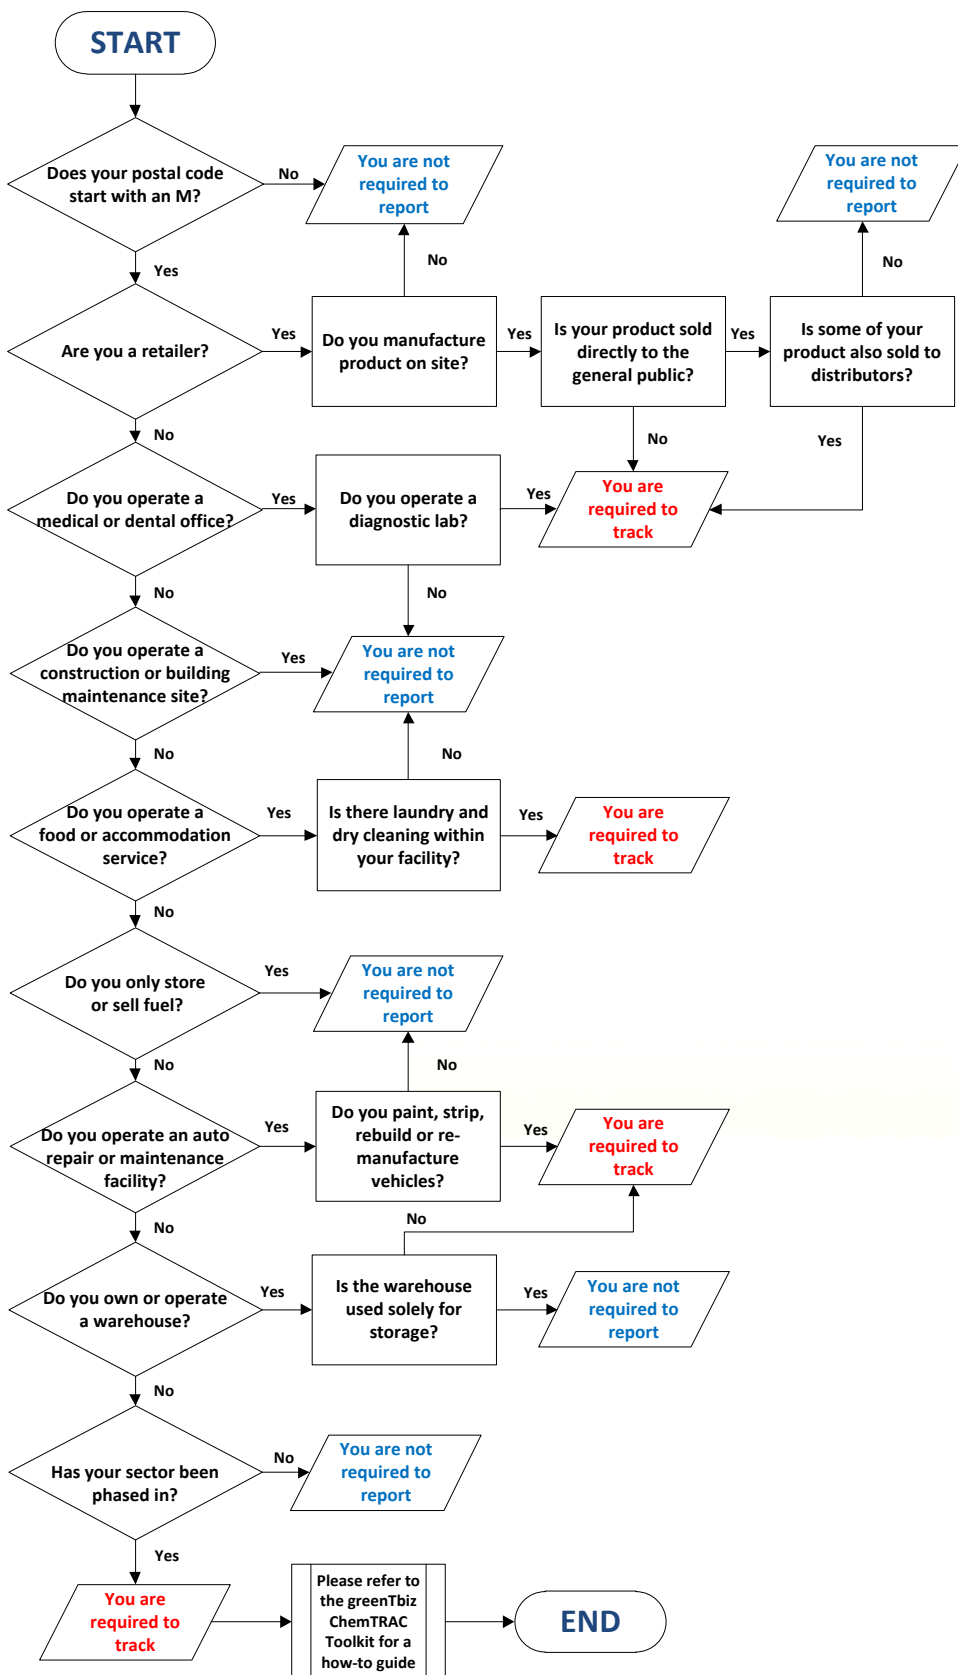 START
Does your postal code
start with an M?
No
You are not
required to
report
You are not
required to
report
Yes
No
No
Are you a retailer?
Yes
Do you manufacture
product on site?
Yes
Is your product sold
directly to the
general public?
Yes
Is some of your
product also sold to
distributors?
No
No
Yes
Do you operate a
medical or dental office?
Yes
Do you operate a
diagnostic lab?
Yes
You are
required to
track
No
No
Do you operate a
construction or building
maintenance site?
Yes
You are not
required to
report
No
No
Do you operate a
food or accommodation
service?
Yes
Is there laundry and
dry cleaning within
your facility?
Yes
You are
required to
track
No
Do you only store
or sell fuel?
Yes
You are not
required to
report
No
No
Do you operate an auto
repair or maintenance
facility?
Yes
Do you paint, strip,
rebuild or re-
manufacture
vehicles?
Yes
You are
required to
track
No
No
Do you own or operate
a warehouse?
Yes
Is the warehouse
used solely for
storage?
Yes
You are not
required to
report
No
Has your sector been
phased in?
No
You are not
required to
report
Yes
You are
required to
track
Please refer to
the greenTbiz
ChemTRAC
Toolkit for a
how-to guide
END